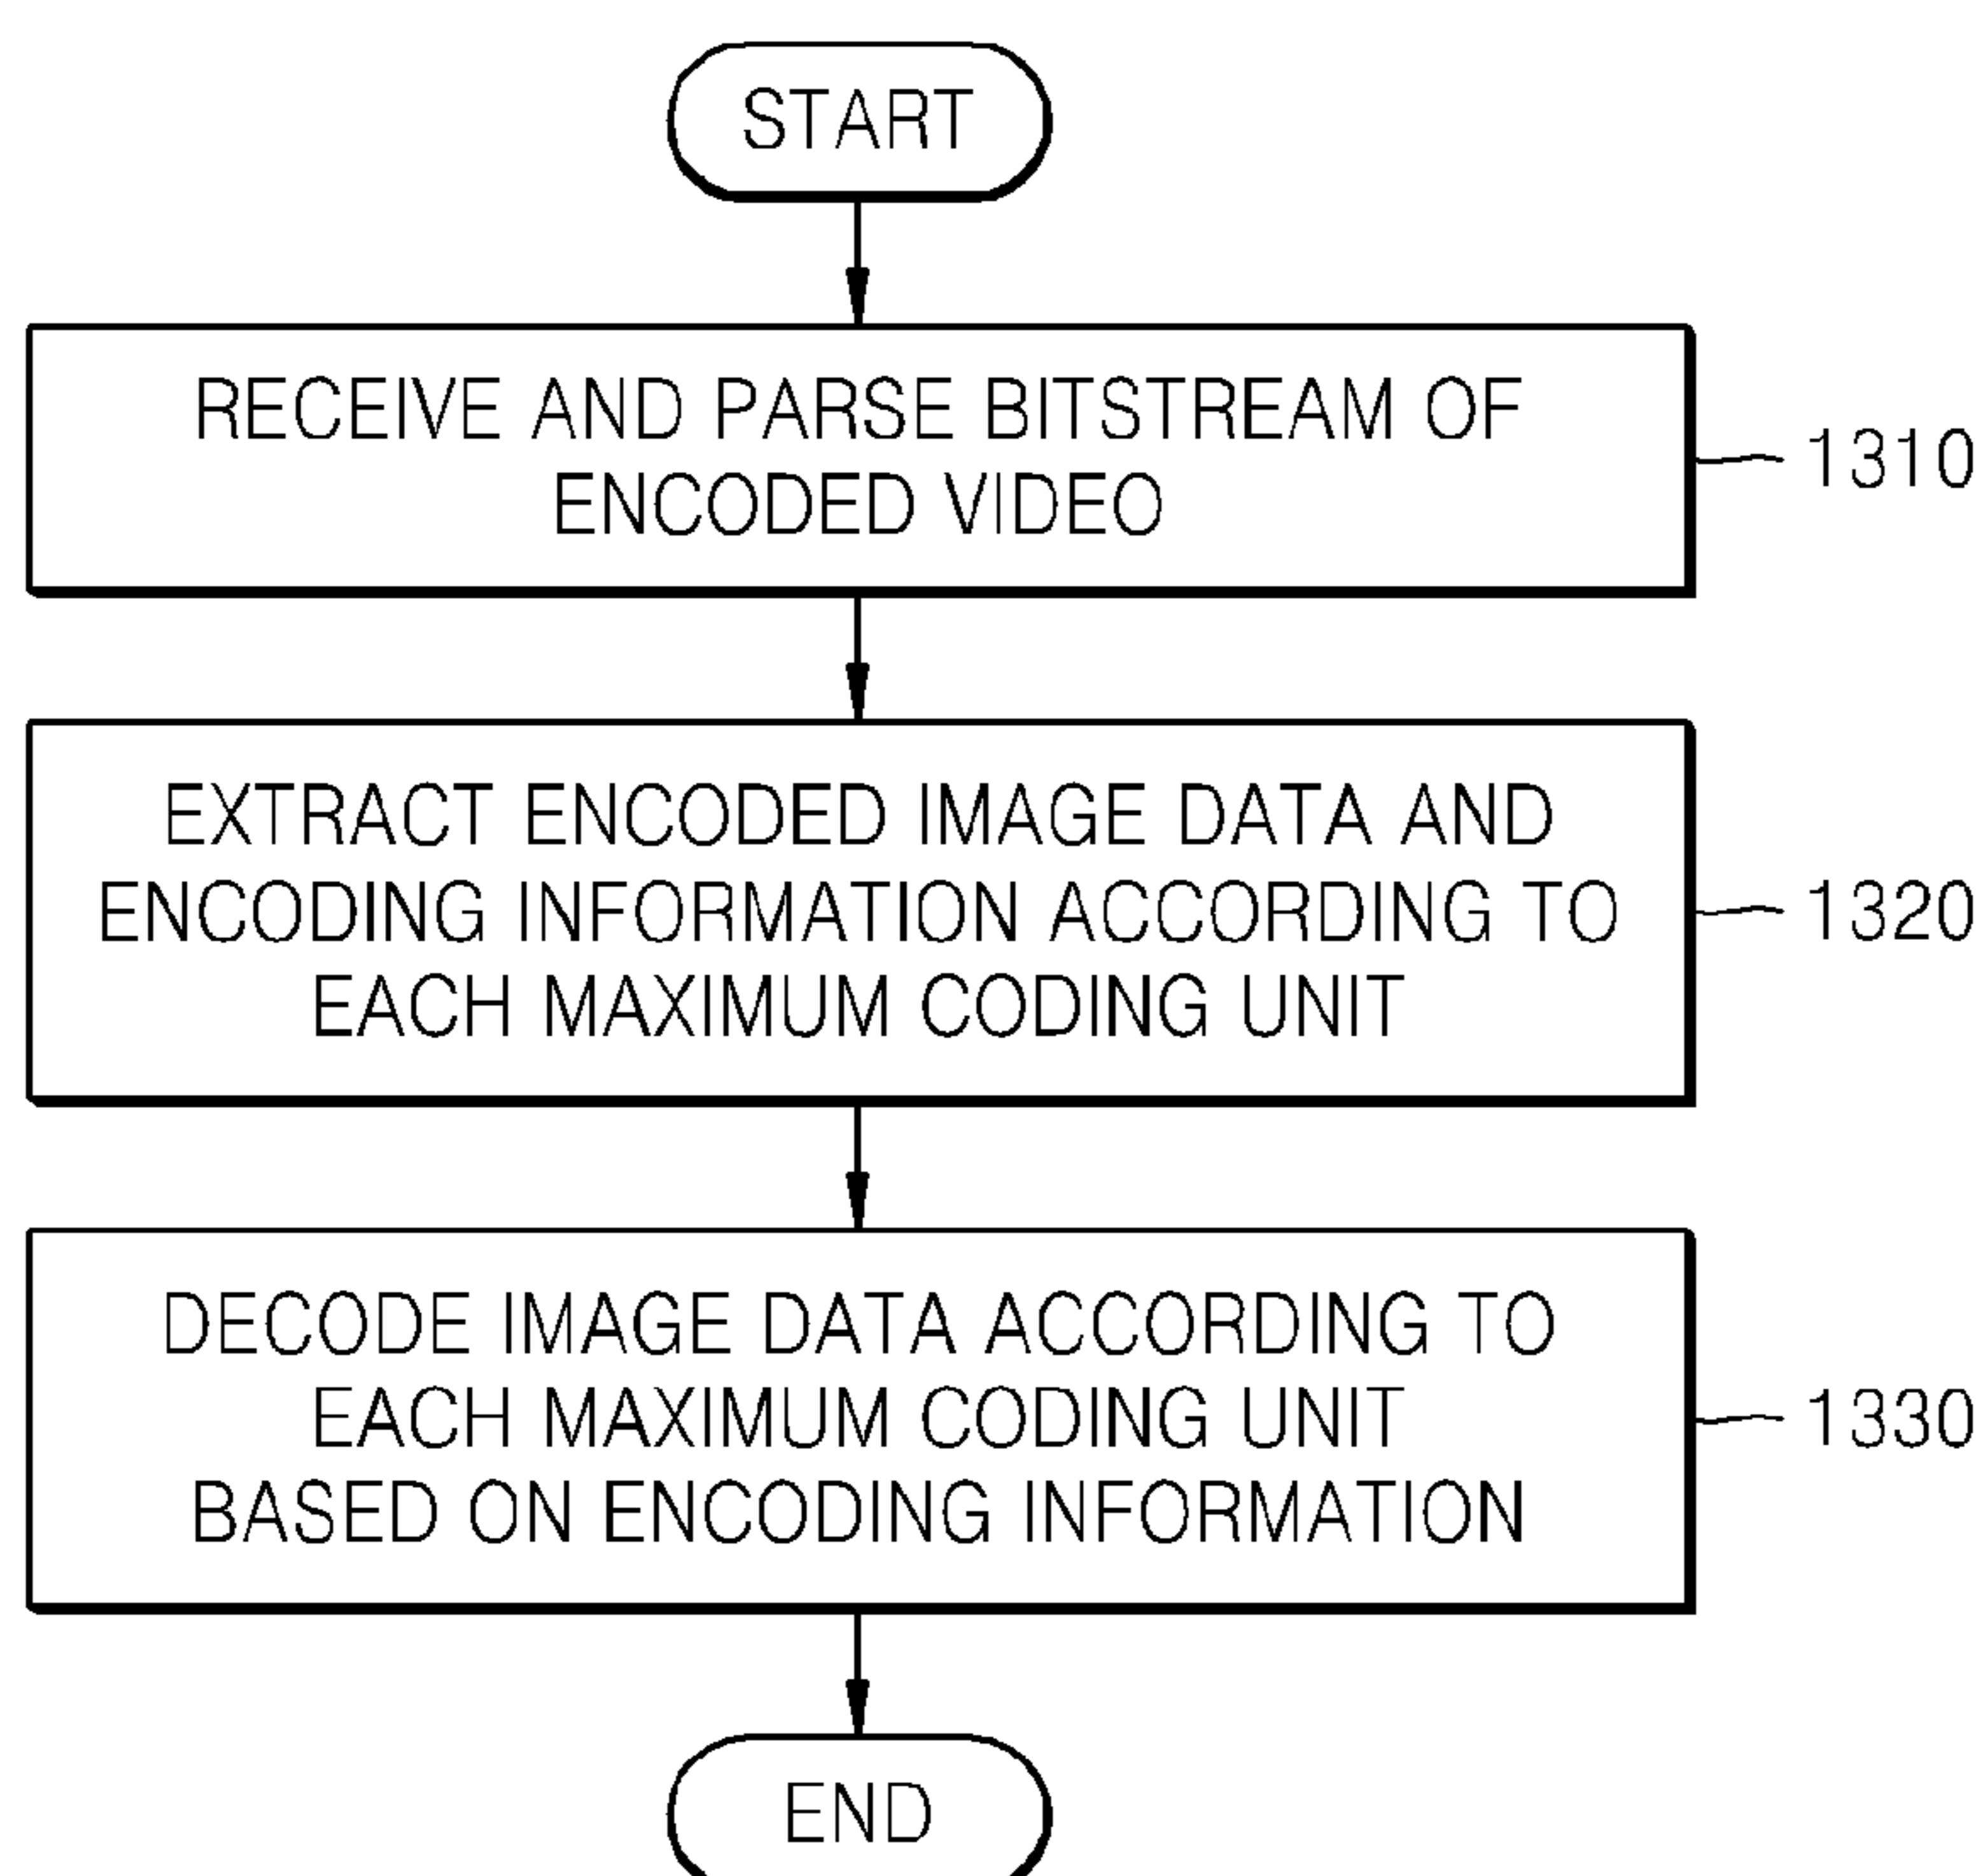 START
RECEIVE AND PARSE BITSTREAM OF
ENCODED VIDEO
1310
EXTRACT ENCODED IMAGE DATA AND
ENCODING INFORMATION ACCORDING TO
EACH MAXIMUM CODING UNIT
1320
DECODE IMAGE DATA ACCORDING TO
EACH MAXIMUM CODING UNIT
BASED ON ENCODING INFORMATION
1330
END